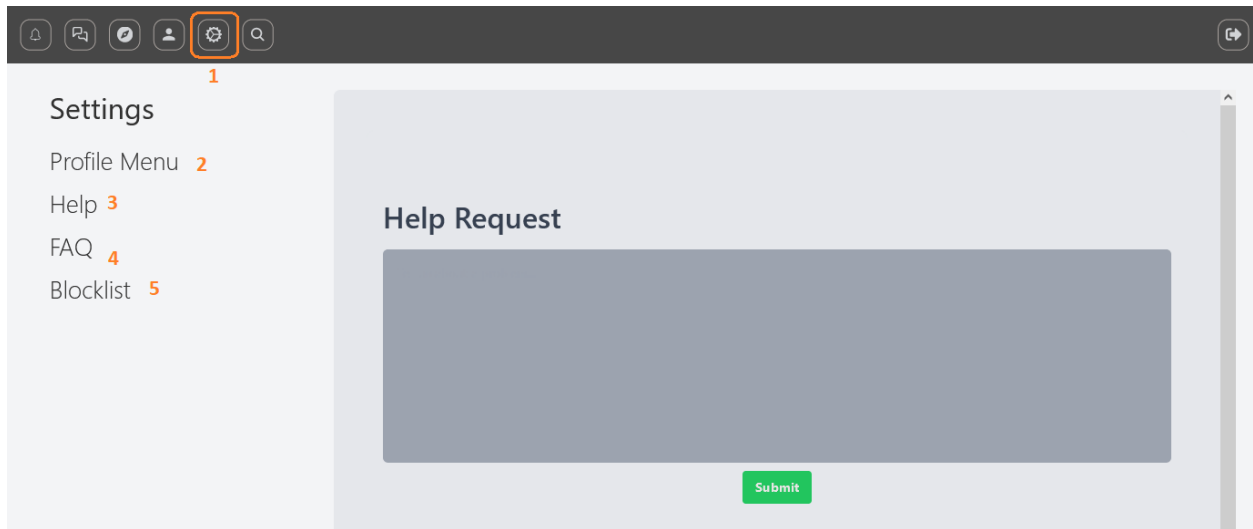 1
Settings
Profile Menu 2
Help 3
FAQ 4
Blocklist 5
Help Request
Submit